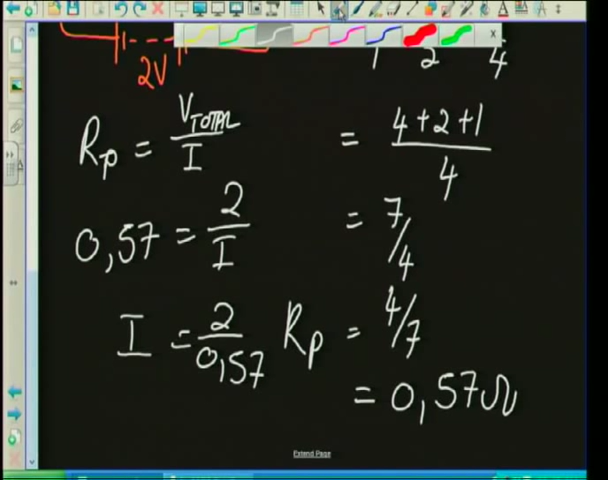 2V
1 2 4
Rp = VTOTAL/I
= 4+2+1/4
0,57 = 2/I
= 7/4
I = 2/0,57
Rp = 4/7
= 0,57Ω
Extend Page